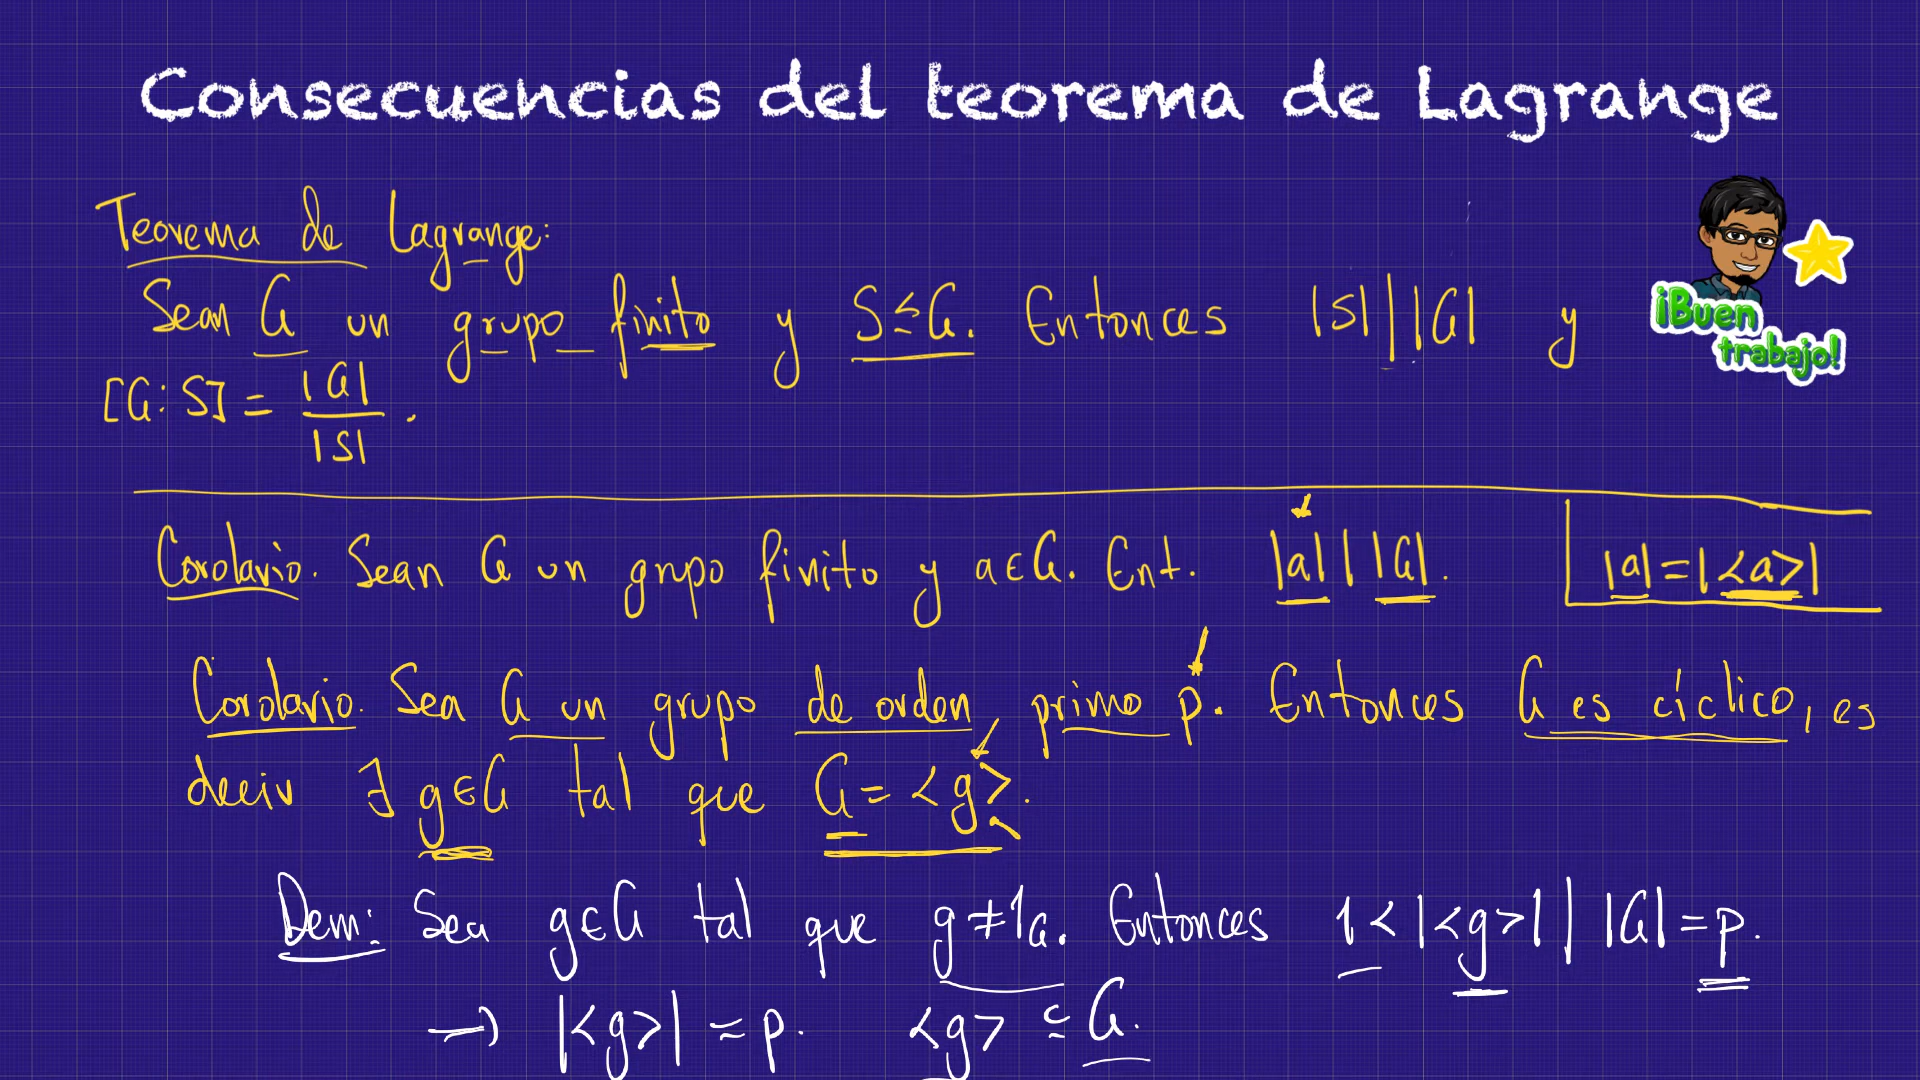 Consecuencias del teorema de Lagrange
Teorema de Lagrange:
Sean G un grupo finito y S≤G. Entonces |S| | |G| y
[G:S] = |G|/|S|.
¡Buen trabajo!
Corolario. Sean G un grupo finito y a∈G. Ent. |a| | |G|. |a|=|<a>|
Corolario. Sea G un grupo de orden primo p. Entonces G es cíclico, es
decir ∃ g∈G tal que G=<g>.
Dem: Sea g∈G tal que g≠1G. Entonces 1<|<g>| | |G|=p.
→ |<g>| = p. <g> ⊆ G.